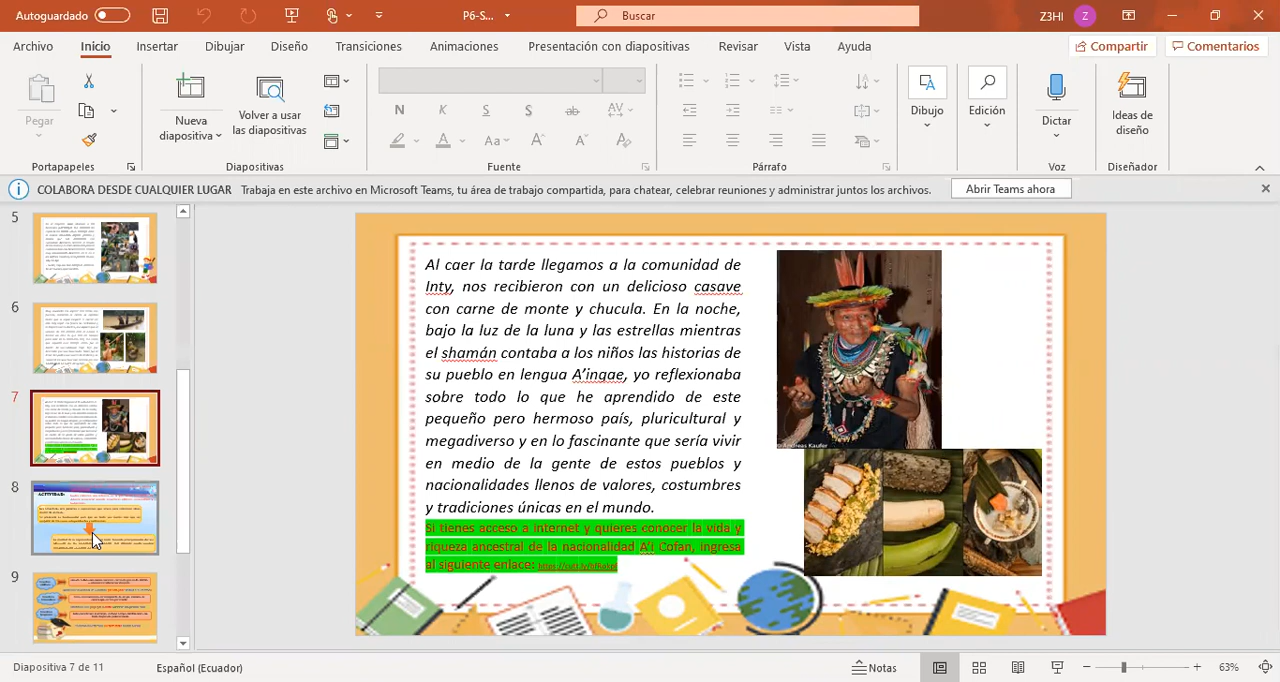 Autoguardado
P6-S...
Buscar
Z3HI
Z
Archivo
Inicio
Insertar
Dibujar
Diseño
Transiciones
Animaciones
Presentación con diapositivas
Revisar
Vista
Ayuda
Compartir
Comentarios
Pegar
Nueva
diapositiva
Volver a usar
las diapositivas
N
K
S
S
ab
AV
A
Aa
A
A
A
Dibujo
Edición
Dictar
Ideas de
diseño
Portapapeles
Diapositivas
Fuente
Párrafo
Voz
Diseñador
COLABORA DESDE CUALQUIER LUGAR
Trabaja en este archivo en Microsoft Teams, tu área de trabajo compartida, para chatear, celebrar reuniones y administrar juntos los archivos.
Abrir Teams ahora
5
6
7
8
ACTIVIDAD:
9
Al caer la tarde llegamos a la comunidad de
Inty, nos recibieron con un delicioso casave
con carne de monte y chucula. En la noche,
bajo la luz de la luna y las estrellas mientras
el shaman contaba a los niños las historias de
su pueblo en lengua A'ingae, yo reflexionaba
sobre todo lo que he aprendido de este
pequeño pero hermoso país, pluricultural y
megadiverso y en lo fascinante que sería vivir
en medio de la gente de estos pueblos y
nacionalidades llenos de valores, costumbres
y tradiciones únicas en el mundo.
Si tienes acceso a internet y quieres conocer la vida y
riqueza ancestral de la nacionalidad A'i Cofan, ingresa
al siguiente enlace:
© Andreas Kaufer
Diapositiva 7 de 11
Español (Ecuador)
Notas
63%